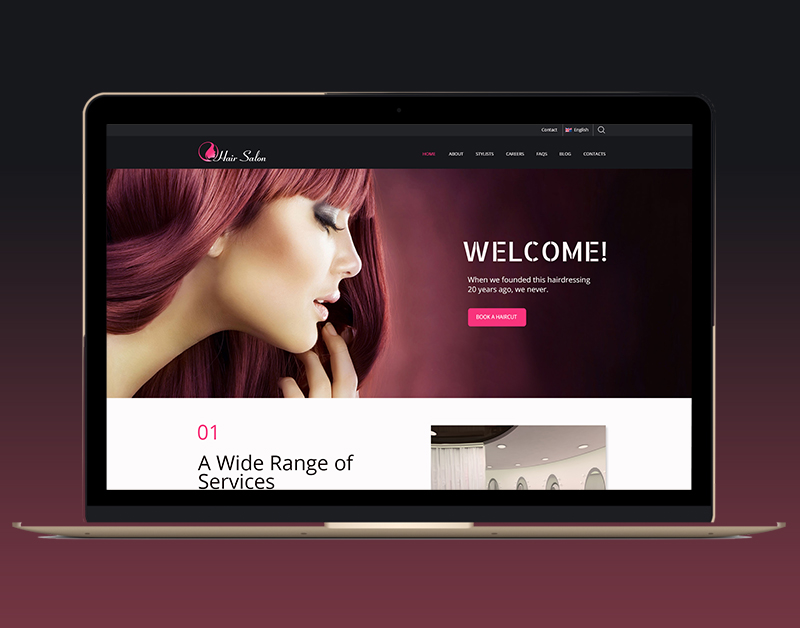 Contact English
Hair Salon
HOME ABOUT STYLISTS CAREERS FAQS BLOG CONTACTS
WELCOME!
When we founded this hairdressing
20 years ago, we never.
BOOK A HAIRCUT
01
A Wide Range of
Services